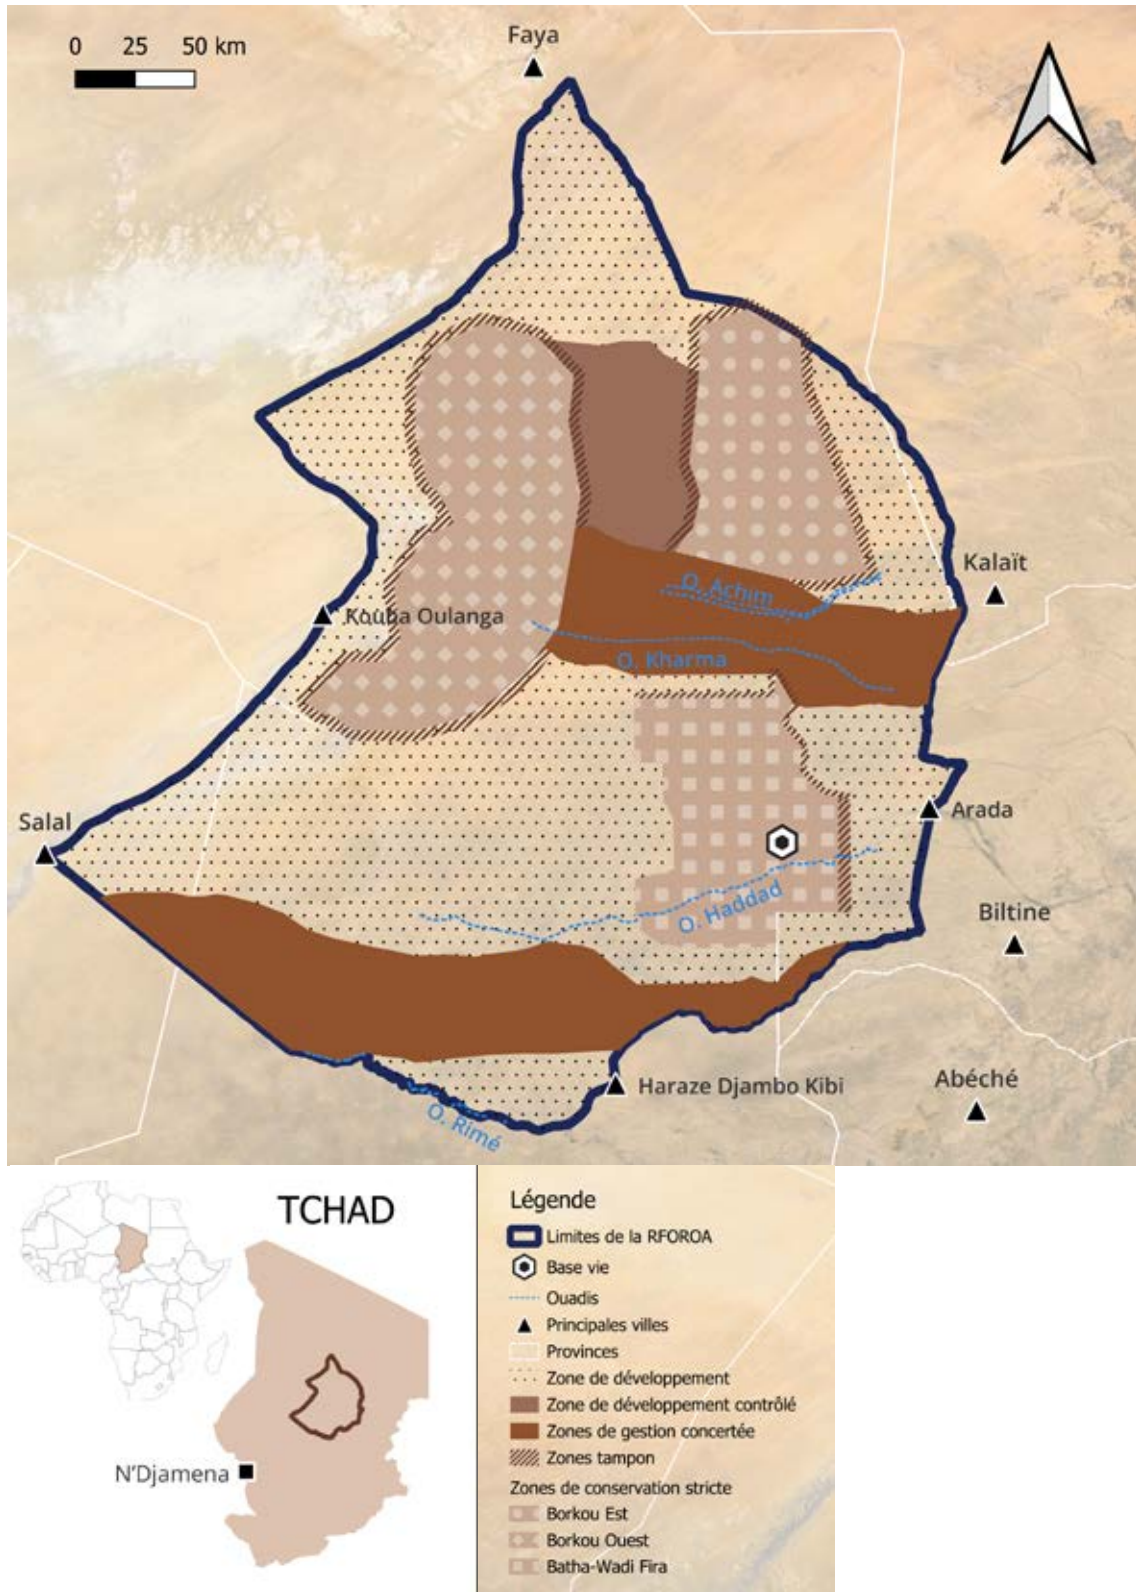 0 25 50 km
Faya
O. Achim
Kalaït
Kouba Oulanga
O. Kharma
Salal
Arada
O. Haddad
Biltine
Haraze Djambo Kibi
Abéché
O. Rimé
TCHAD
N'Djamena
Légende
Limites de la RFOROA
Base vie
Ouadis
Principales villes
Provinces
Zone de développement
Zone de développement contrôlé
Zones de gestion concertée
Zones tampon
Zones de conservation stricte
Borkou Est
Borkou Ouest
Batha-Wadi Fira